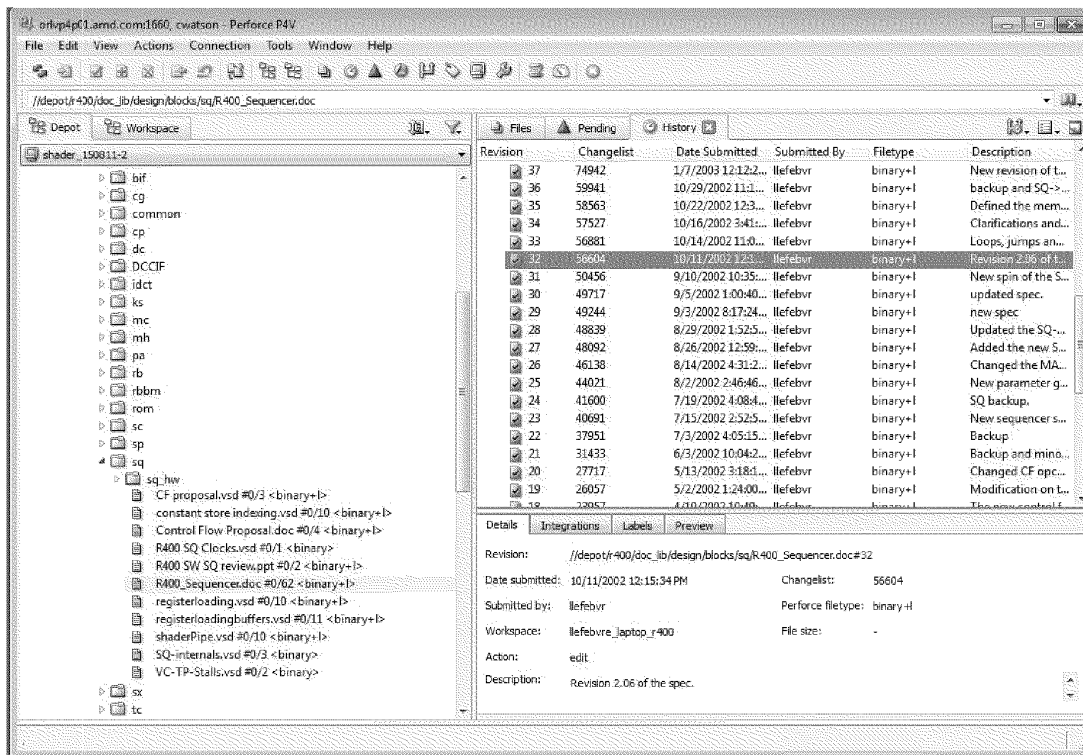 orlvp4p01.amd.com:1660, cwatson - Perforce P4V
File Edit View Actions Connection Tools Window Help
//depot/r400/doc_lib/design/blocks/sq/R400_Sequencer.doc
Depot Workspace
shader_150811-2
bif
cg
common
cp
dc
DCCIF
idct
ks
mc
mh
pa
rb
rbbm
rom
sc
sp
sq
sq_hw
CF proposal.vsd #0/3 <binary+l>
constant store indexing.vsd #0/10 <binary+l>
Control Flow Proposal.doc #0/4 <binary+l>
R400 SQ Clocks.vsd #0/1 <binary>
R400 SW SQ review.ppt #0/2 <binary+l>
R400_Sequencer.doc #0/62 <binary+l>
registerloading.vsd #0/10 <binary+l>
registerloadingbuffers.vsd #0/11 <binary+l>
shaderPipe.vsd #0/10 <binary+l>
SQ-internals.vsd #0/3 <binary>
VC-TP-Stalls.vsd #0/2 <binary>
sx
tc
Files Pending History
Revision Changelist Date Submitted Submitted By Filetype Description
37 74942 1/7/2003 12:12:2... llefebvr binary+l New revision of t...
36 59941 10/29/2002 11:1... llefebvr binary+l backup and SQ->...
35 58563 10/22/2002 12:3... llefebvr binary+l Defined the mem...
34 57527 10/16/2002 3:41:... llefebvr binary+l Clarifications and...
33 56881 10/14/2002 11:0... llefebvr binary+l Loops, jumps an...
32 56604 10/11/2002 12:1... llefebvr binary+l Revision 2.06 of t...
31 50456 9/10/2002 10:35:... llefebvr binary+l New spin of the S...
30 49717 9/5/2002 1:00:40... llefebvr binary+l updated spec.
29 49244 9/3/2002 8:17:24... llefebvr binary+l new spec
28 48839 8/29/2002 1:52:5... llefebvr binary+l Updated the SQ-...
27 48092 8/26/2002 12:59:... llefebvr binary+l Added the new S...
26 46138 8/14/2002 4:31:2... llefebvr binary+l Changed the MA...
25 44021 8/2/2002 2:46:46... llefebvr binary+l New parameter g...
24 41600 7/19/2002 4:08:4... llefebvr binary+l SQ backup.
23 40691 7/15/2002 2:52:5... llefebvr binary+l New sequencer s...
22 37951 7/3/2002 4:05:15... llefebvr binary+l Backup
21 31433 6/3/2002 10:04:2... llefebvr binary+l Backup and mino...
20 27717 5/13/2002 3:18:1... llefebvr binary+l Changed CF opc...
19 26057 5/2/2002 1:24:00... llefebvr binary+l Modification on t...
Details Integrations Labels Preview
Revision: //depot/r400/doc_lib/design/blocks/sq/R400_Sequencer.doc#32
Date submitted: 10/11/2002 12:15:34 PM Changelist: 56604
Submitted by: llefebvr Perforce filetype: binary+l
Workspace: llefebvre_laptop_r400 File size: -
Action: edit
Description: Revision 2.06 of the spec.